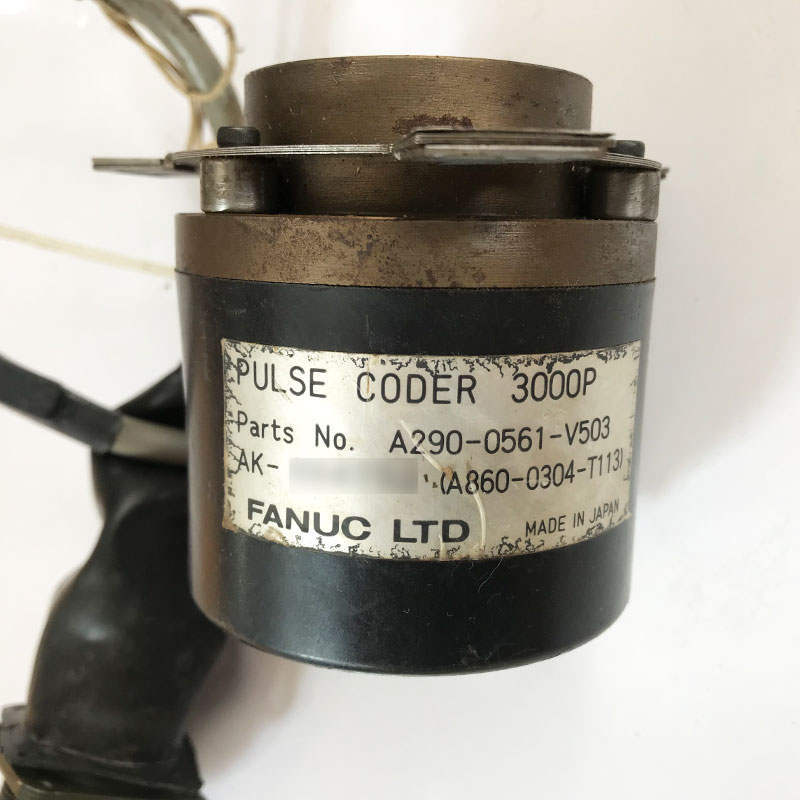 PULSE CODER 3000P
Parts No. A290-0561-V503
AK- (A860-0304-T113)
FANUC LTD MADE IN JAPAN